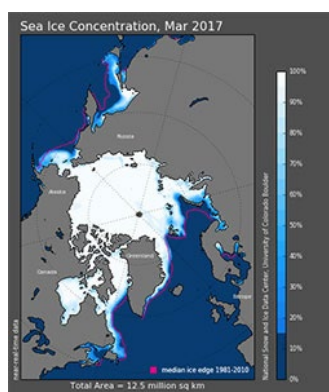 Sea Ice Concentration, Mar 2017
Russia
Alaska
Canada
Greenland
Europe
near-real-time data
median ice edge 1981-2010
Total Area = 12.5 million sq km
100%
90%
80%
70%
60%
50%
40%
30%
20%
10%
0%
National Snow and Ice Data Center, University of Colorado Boulder